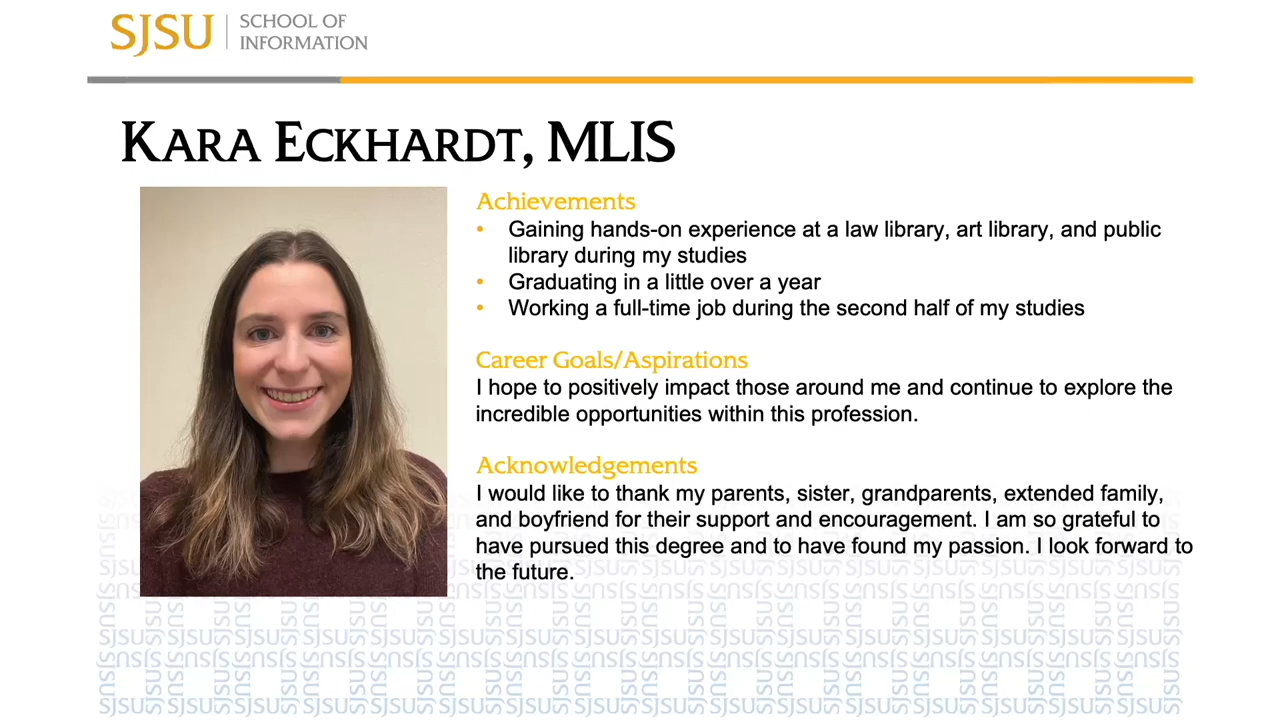 SJSU
SCHOOL OF
INFORMATION
KARA ECKHARDT, MLIS
Achievements
• Gaining hands-on experience at a law library, art library, and public
library during my studies
• Graduating in a little over a year
• Working a full-time job during the second half of my studies
Career Goals/Aspirations
I hope to positively impact those around me and continue to explore the
incredible opportunities within this profession.
Acknowledgements
I would like to thank my parents, sister, grandparents, extended family,
and boyfriend for their support and encouragement. I am so grateful to
have pursued this degree and to have found my passion. I look forward to
the future.